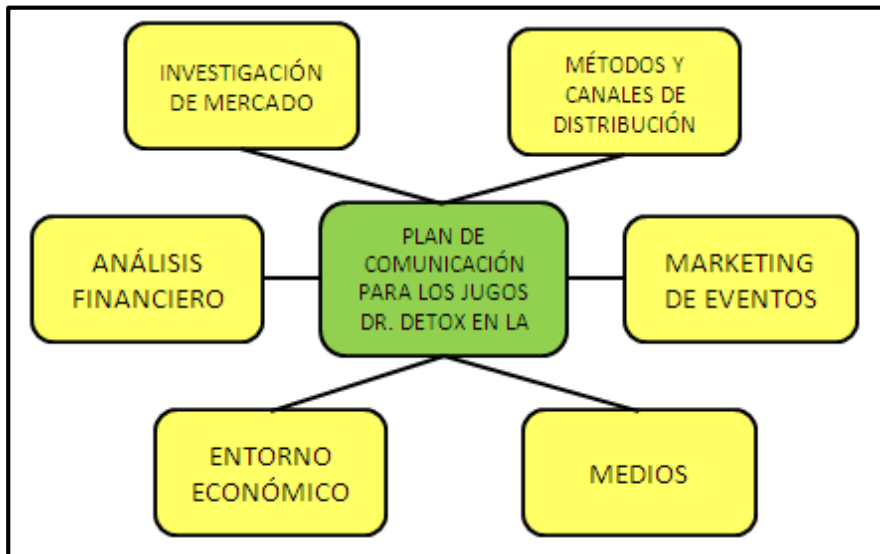 INVESTIGACIÓN
DE MERCADO
MÉTODOS Y
CANALES DE
DISTRIBUCIÓN
ANÁLISIS
FINANCIERO
PLAN DE
COMUNICACIÓN
PARA LOS JUGOS
DR. DETOX EN LA
MARKETING
DE EVENTOS
ENTORNO
ECONÓMICO
MEDIOS